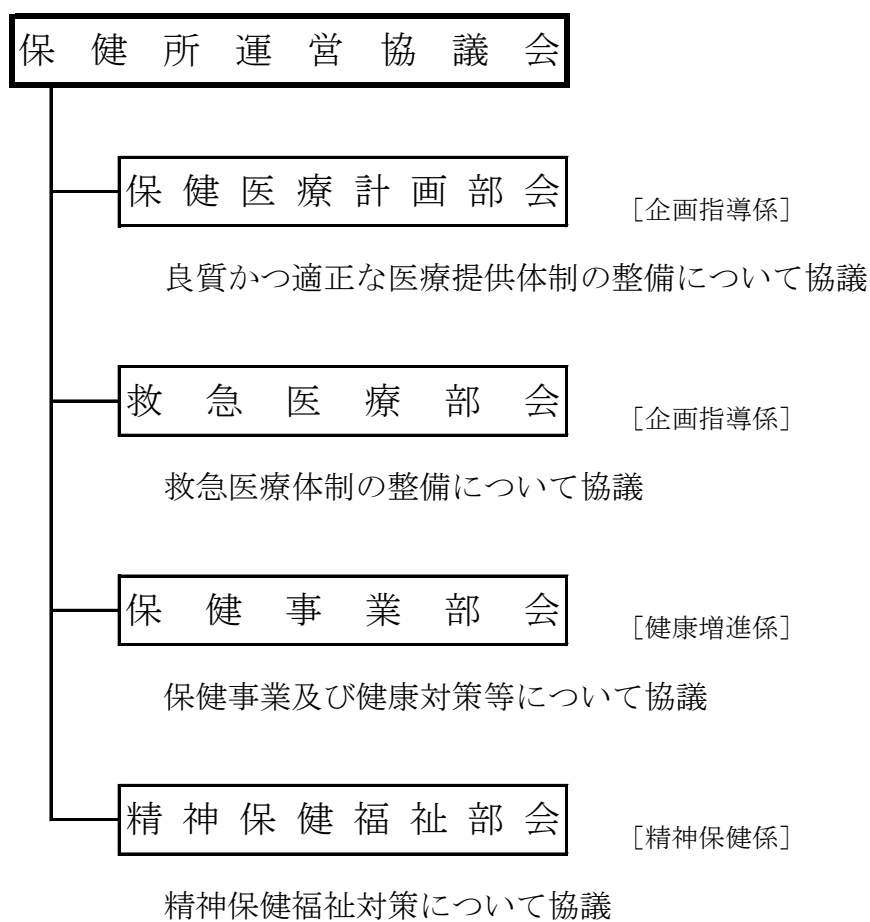 保健所運営協議会
保健医療計画部会 ［企画指導係］
良質かつ適正な医療提供体制の整備について協議
救急医療部会 ［企画指導係］
救急医療体制の整備について協議
保健事業部会 ［健康増進係］
保健事業及び健康対策等について協議
精神保健福祉部会 ［精神保健係］
精神保健福祉対策について協議